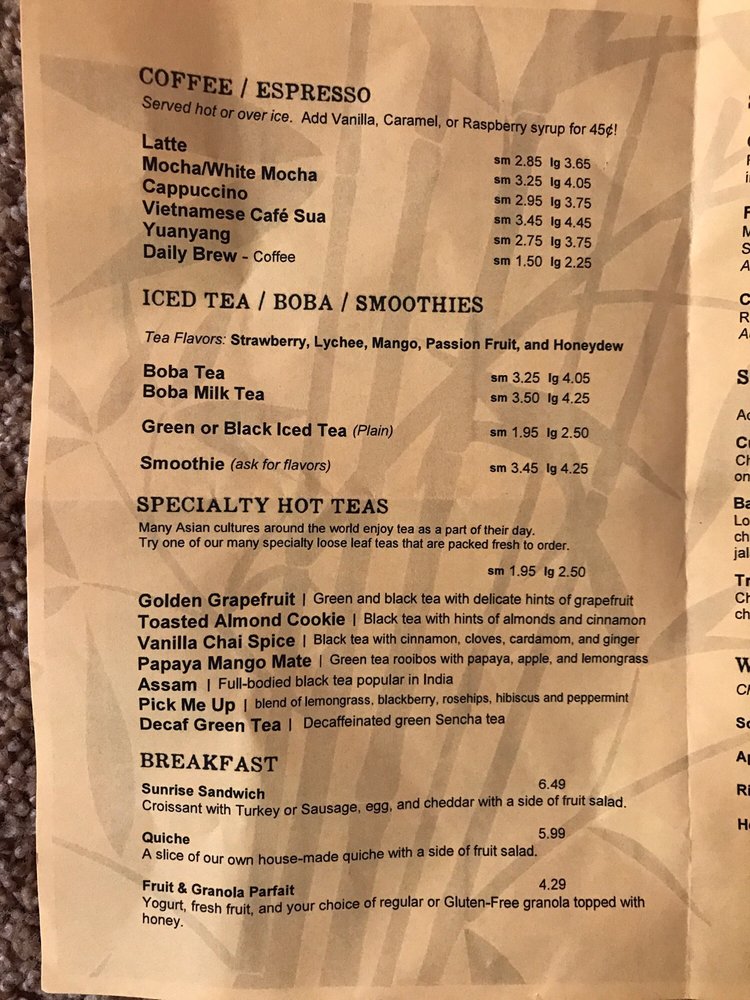 COFFEE / ESPRESSO
Served hot or over ice. Add Vanilla, Caramel, or Raspberry syrup for 45¢!
Latte sm 2.85 lg 3.65
Mocha/White Mocha sm 3.25 lg 4.05
Cappuccino sm 2.95 lg 3.75
Vietnamese Café Sua sm 3.45 lg 4.45
Yuanyang sm 2.75 lg 3.75
Daily Brew - Coffee sm 1.50 lg 2.25
ICED TEA / BOBA / SMOOTHIES
Tea Flavors: Strawberry, Lychee, Mango, Passion Fruit, and Honeydew
Boba Tea sm 3.25 lg 4.05
Boba Milk Tea sm 3.50 lg 4.25
Green or Black Iced Tea (Plain) sm 1.95 lg 2.50
Smoothie (ask for flavors) sm 3.45 lg 4.25
SPECIALTY HOT TEAS
Many Asian cultures around the world enjoy tea as a part of their day.
Try one of our many specialty loose leaf teas that are packed fresh to order.
sm 1.95 lg 2.50
Golden Grapefruit | Green and black tea with delicate hints of grapefruit
Toasted Almond Cookie | Black tea with hints of almonds and cinnamon
Vanilla Chai Spice | Black tea with cinnamon, cloves, cardamom, and ginger
Papaya Mango Mate | Green tea rooibos with papaya, apple, and lemongrass
Assam | Full-bodied black tea popular in India
Pick Me Up | blend of lemongrass, blackberry, rosehips, hibiscus and peppermint
Decaf Green Tea | Decaffeinated green Sencha tea
BREAKFAST
Sunrise Sandwich 6.49
Croissant with Turkey or Sausage, egg, and cheddar with a side of fruit salad.
Quiche 5.99
A slice of our own house-made quiche with a side of fruit salad.
Fruit & Granola Parfait 4.29
Yogurt, fresh fruit, and your choice of regular or Gluten-Free granola topped with
honey.